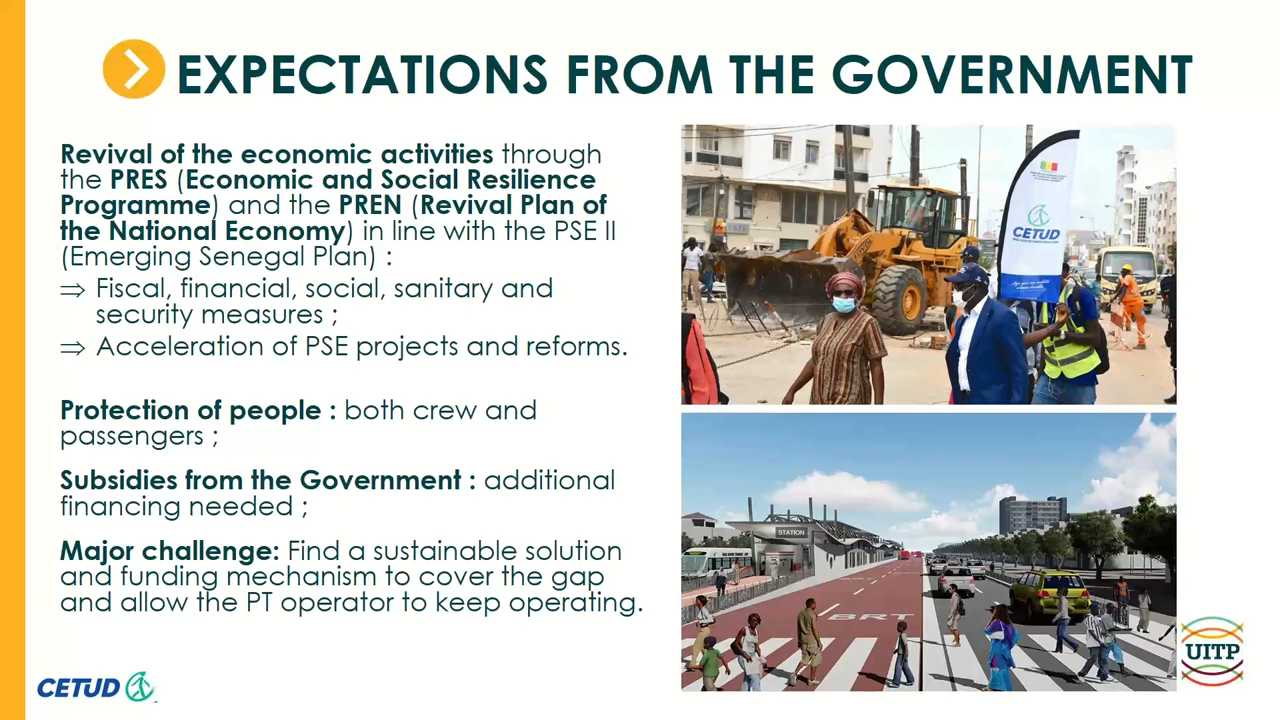 EXPECTATIONS FROM THE GOVERNMENT
Revival of the economic activities through
the PRES (Economic and Social Resilience
Programme) and the PREN (Revival Plan of
the National Economy) in line with the PSE II
(Emerging Senegal Plan) :
⇒ Fiscal, financial, social, sanitary and
security measures ;
⇒ Acceleration of PSE projects and reforms.
Protection of people : both crew and
passengers ;
Subsidies from the Government : additional
financing needed ;
Major challenge: Find a sustainable solution
and funding mechanism to cover the gap
and allow the PT operator to keep operating.
CETUD
STATION
BRT
CETUD
UITP